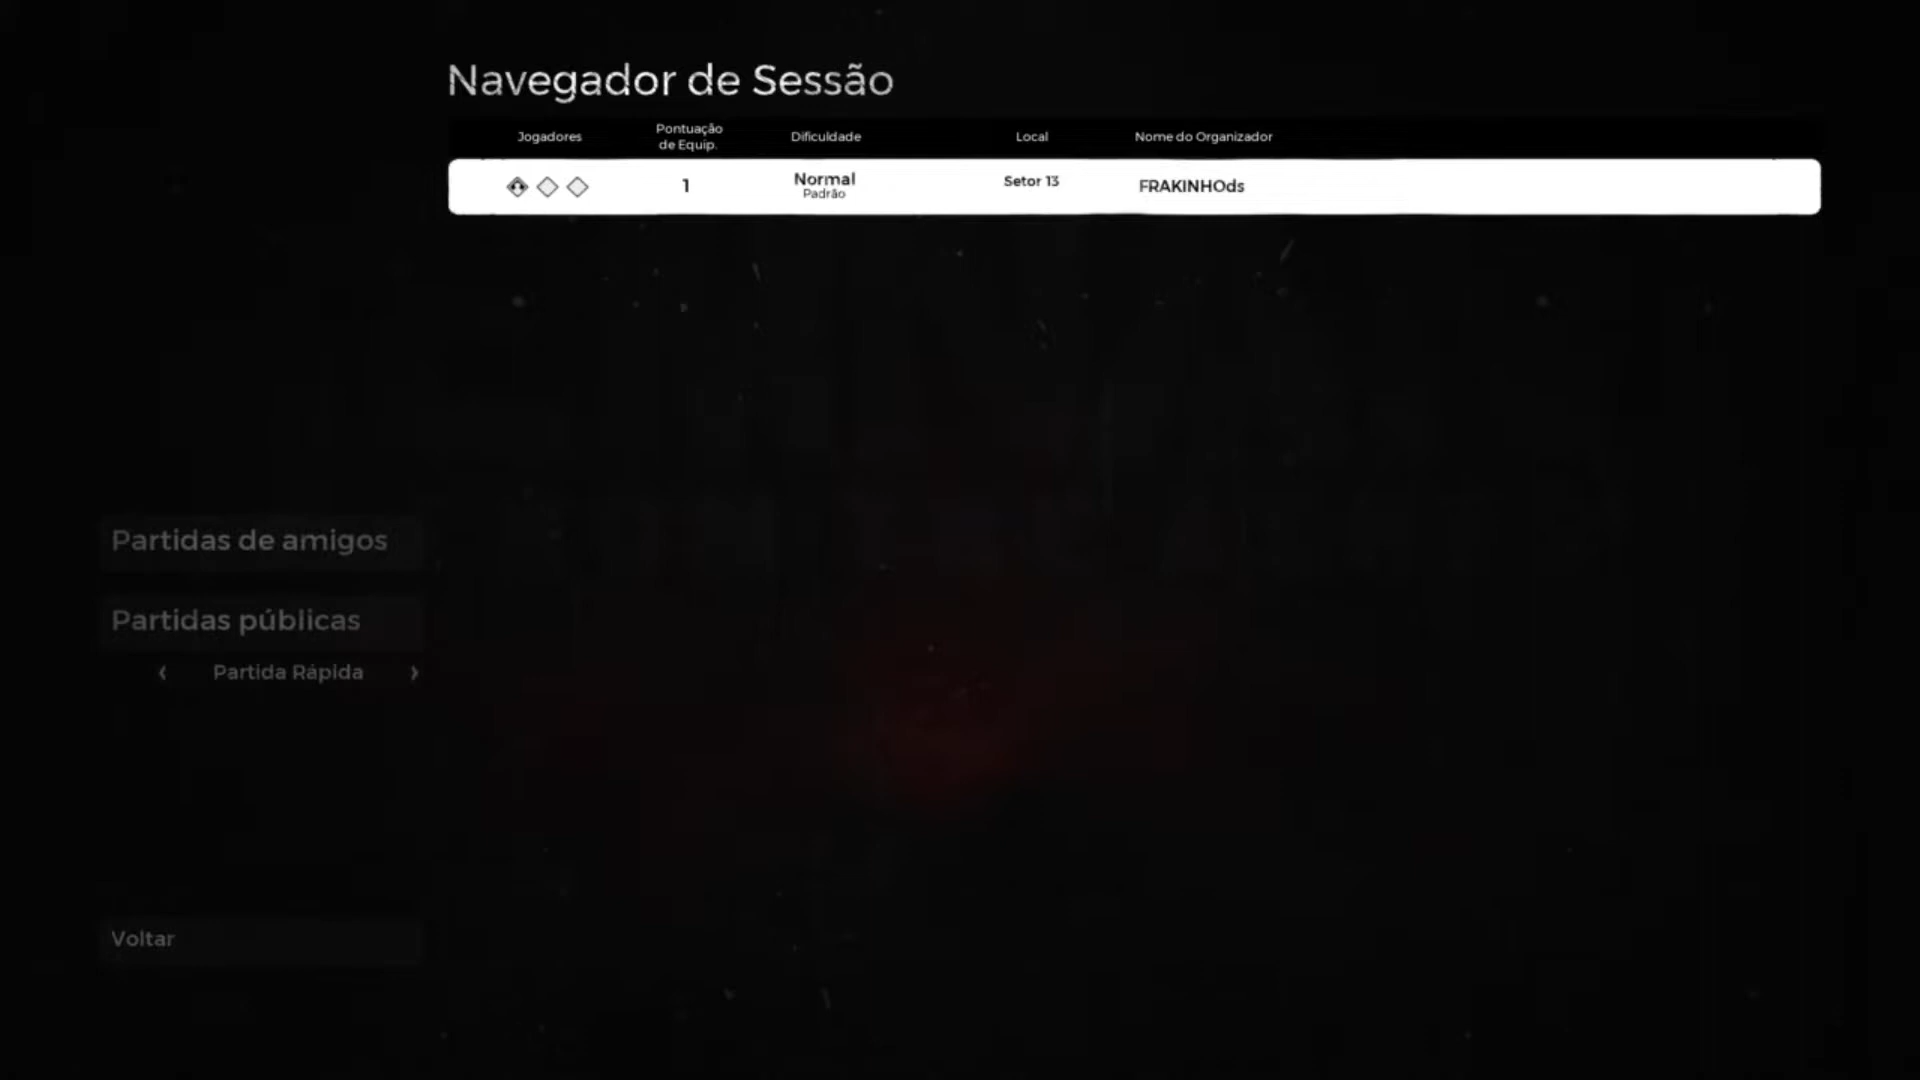 Navegador de Sessão
Jogadores
Pontuação
de Equip.
Dificuldade
Local
Nome do Organizador
1
Normal
Padrão
Setor 13
FRAKINHOds
Partidas de amigos
Partidas públicas
‹ Partida Rápida ›
Voltar